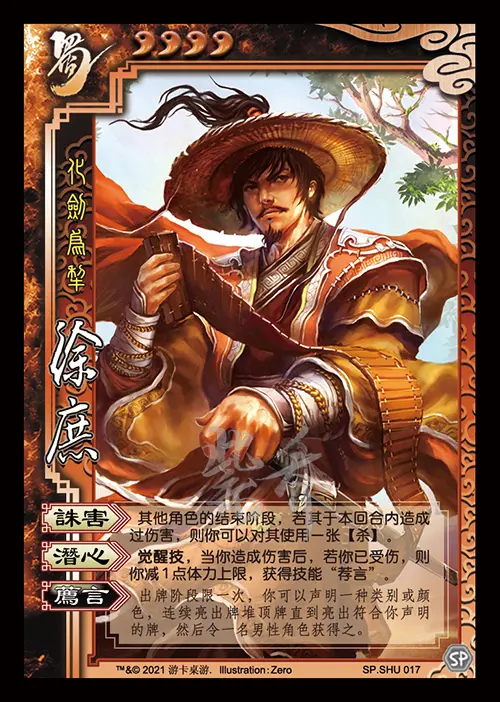 蜀
化劍爲犁
徐庶
誅害
其他角色的结束阶段，若其于本回合内造成
过伤害，则你可以对其使用一张【杀】。
潛心
觉醒技，当你造成伤害后，若你已受伤，则
你减1点体力上限，获得技能“荐言”。
薦言
出牌阶段限一次，你可以声明一种类别或颜
色，连续亮出牌堆顶牌直到亮出符合你声明
的牌，然后令一名男性角色获得之。
™&© 2021 游卡桌游. Illustration：Zero
SP.SHU 017
SP